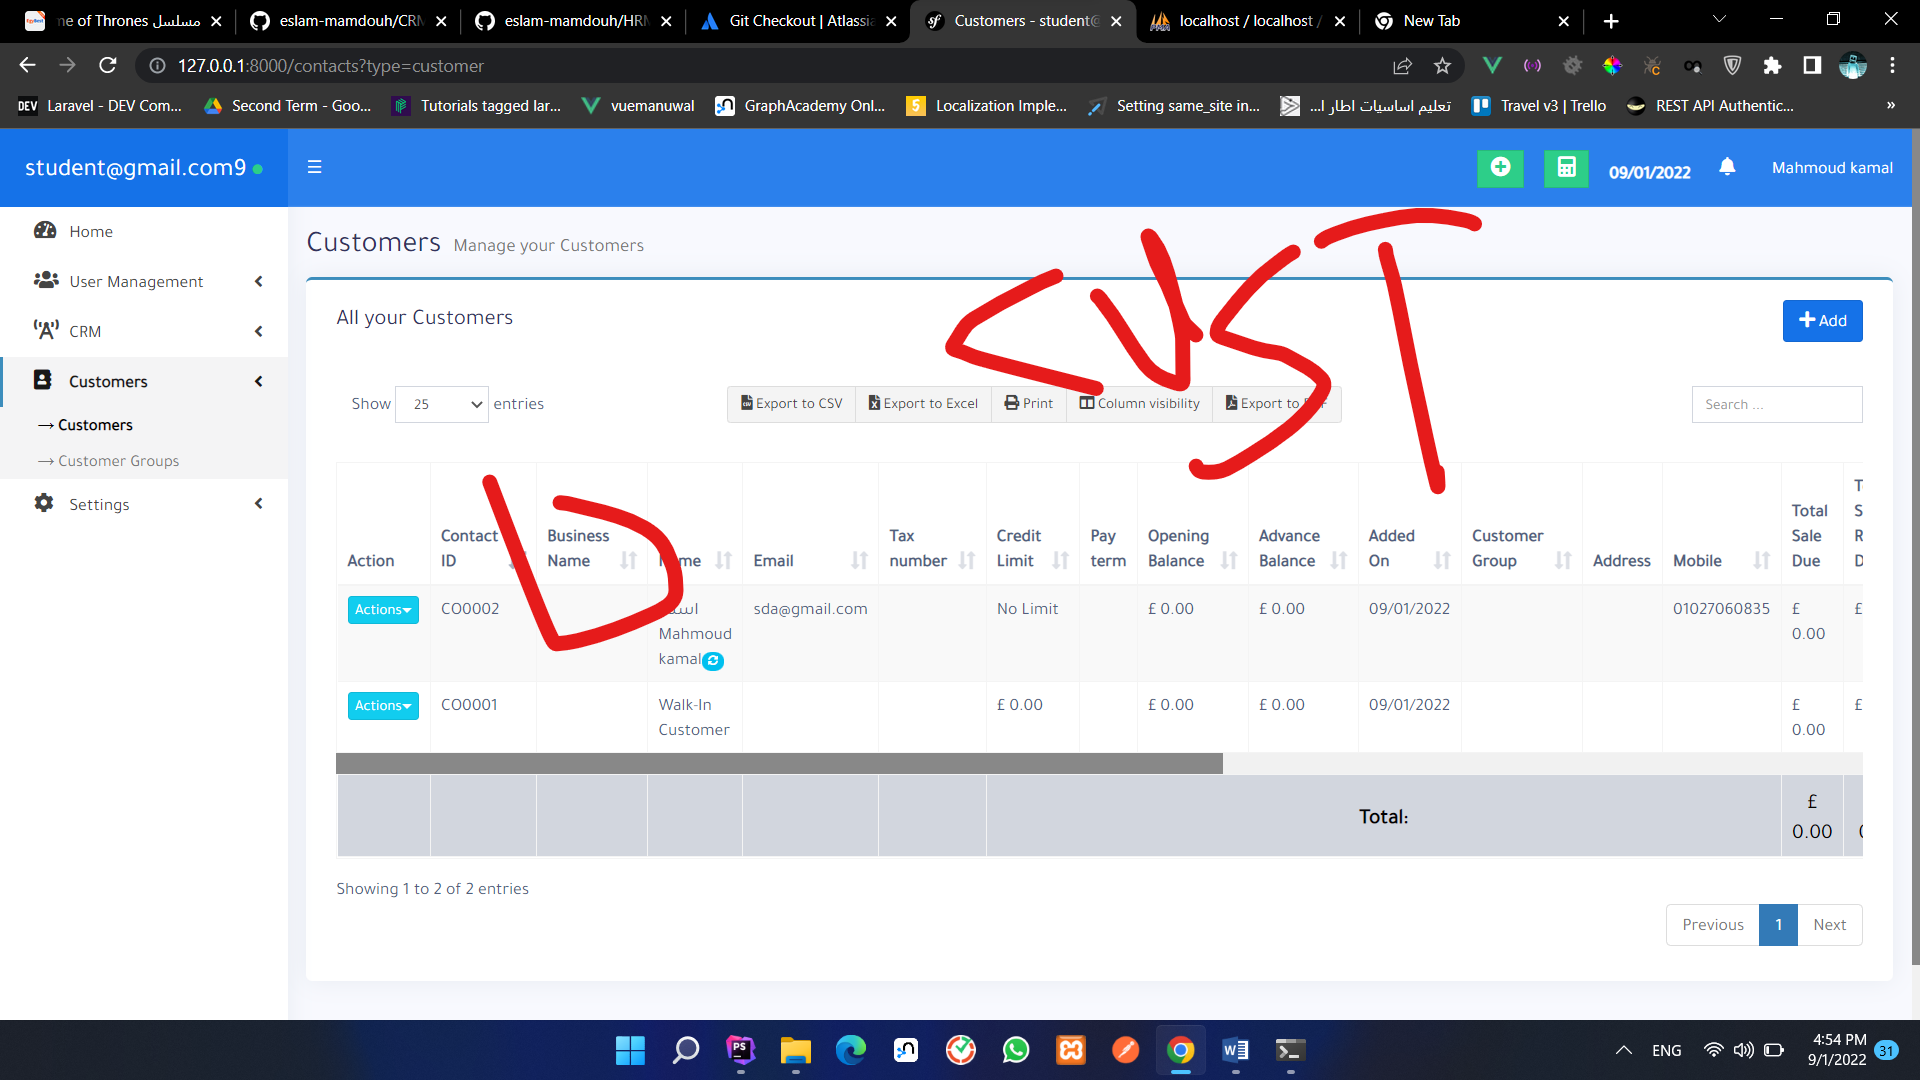 me of Thrones مسلسل
eslam-mamdouh/CRM
eslam-mamdouh/HRM
Git Checkout | Atlassia
Customers - student@
localhost / localhost /
New Tab
127.0.0.1:8000/contacts?type=customer
DEV Laravel - DEV Com...
Second Term - Goo...
Tutorials tagged lar...
vuemanuwal
GraphAcademy Onl...
5 Localization Imple...
Setting same_site in...
تعليم اساسيات اطار ا...
Travel v3 | Trello
REST API Authentic...
»
student@gmail.com9
09/01/2022
Mahmoud kamal
Home
User Management
CRM
Customers
→ Customers
→ Customer Groups
Settings
Customers Manage your Customers
CUST
ID
All your Customers
+ Add
Show 25 entries
Export to CSV
Export to Excel
Print
Column visibility
Export to
Search ...
Action
Contact ID
Business Name
Email
Tax number
Credit Limit
Pay term
Opening Balance
Advance Balance
Added On
Customer Group
Address
Mobile
Total Sale Due
T
S
R
D
Actions CO0002 Mahmoud kamal sda@gmail.com No Limit £ 0.00 £ 0.00 09/01/2022 01027060835 £ 0.00 £
Actions CO0001 Walk-In Customer £ 0.00 £ 0.00 £ 0.00 09/01/2022 £ 0.00 £
Total: £ 0.00
Showing 1 to 2 of 2 entries
Previous 1 Next
PS
W
ENG
4:54 PM
9/1/2022
31